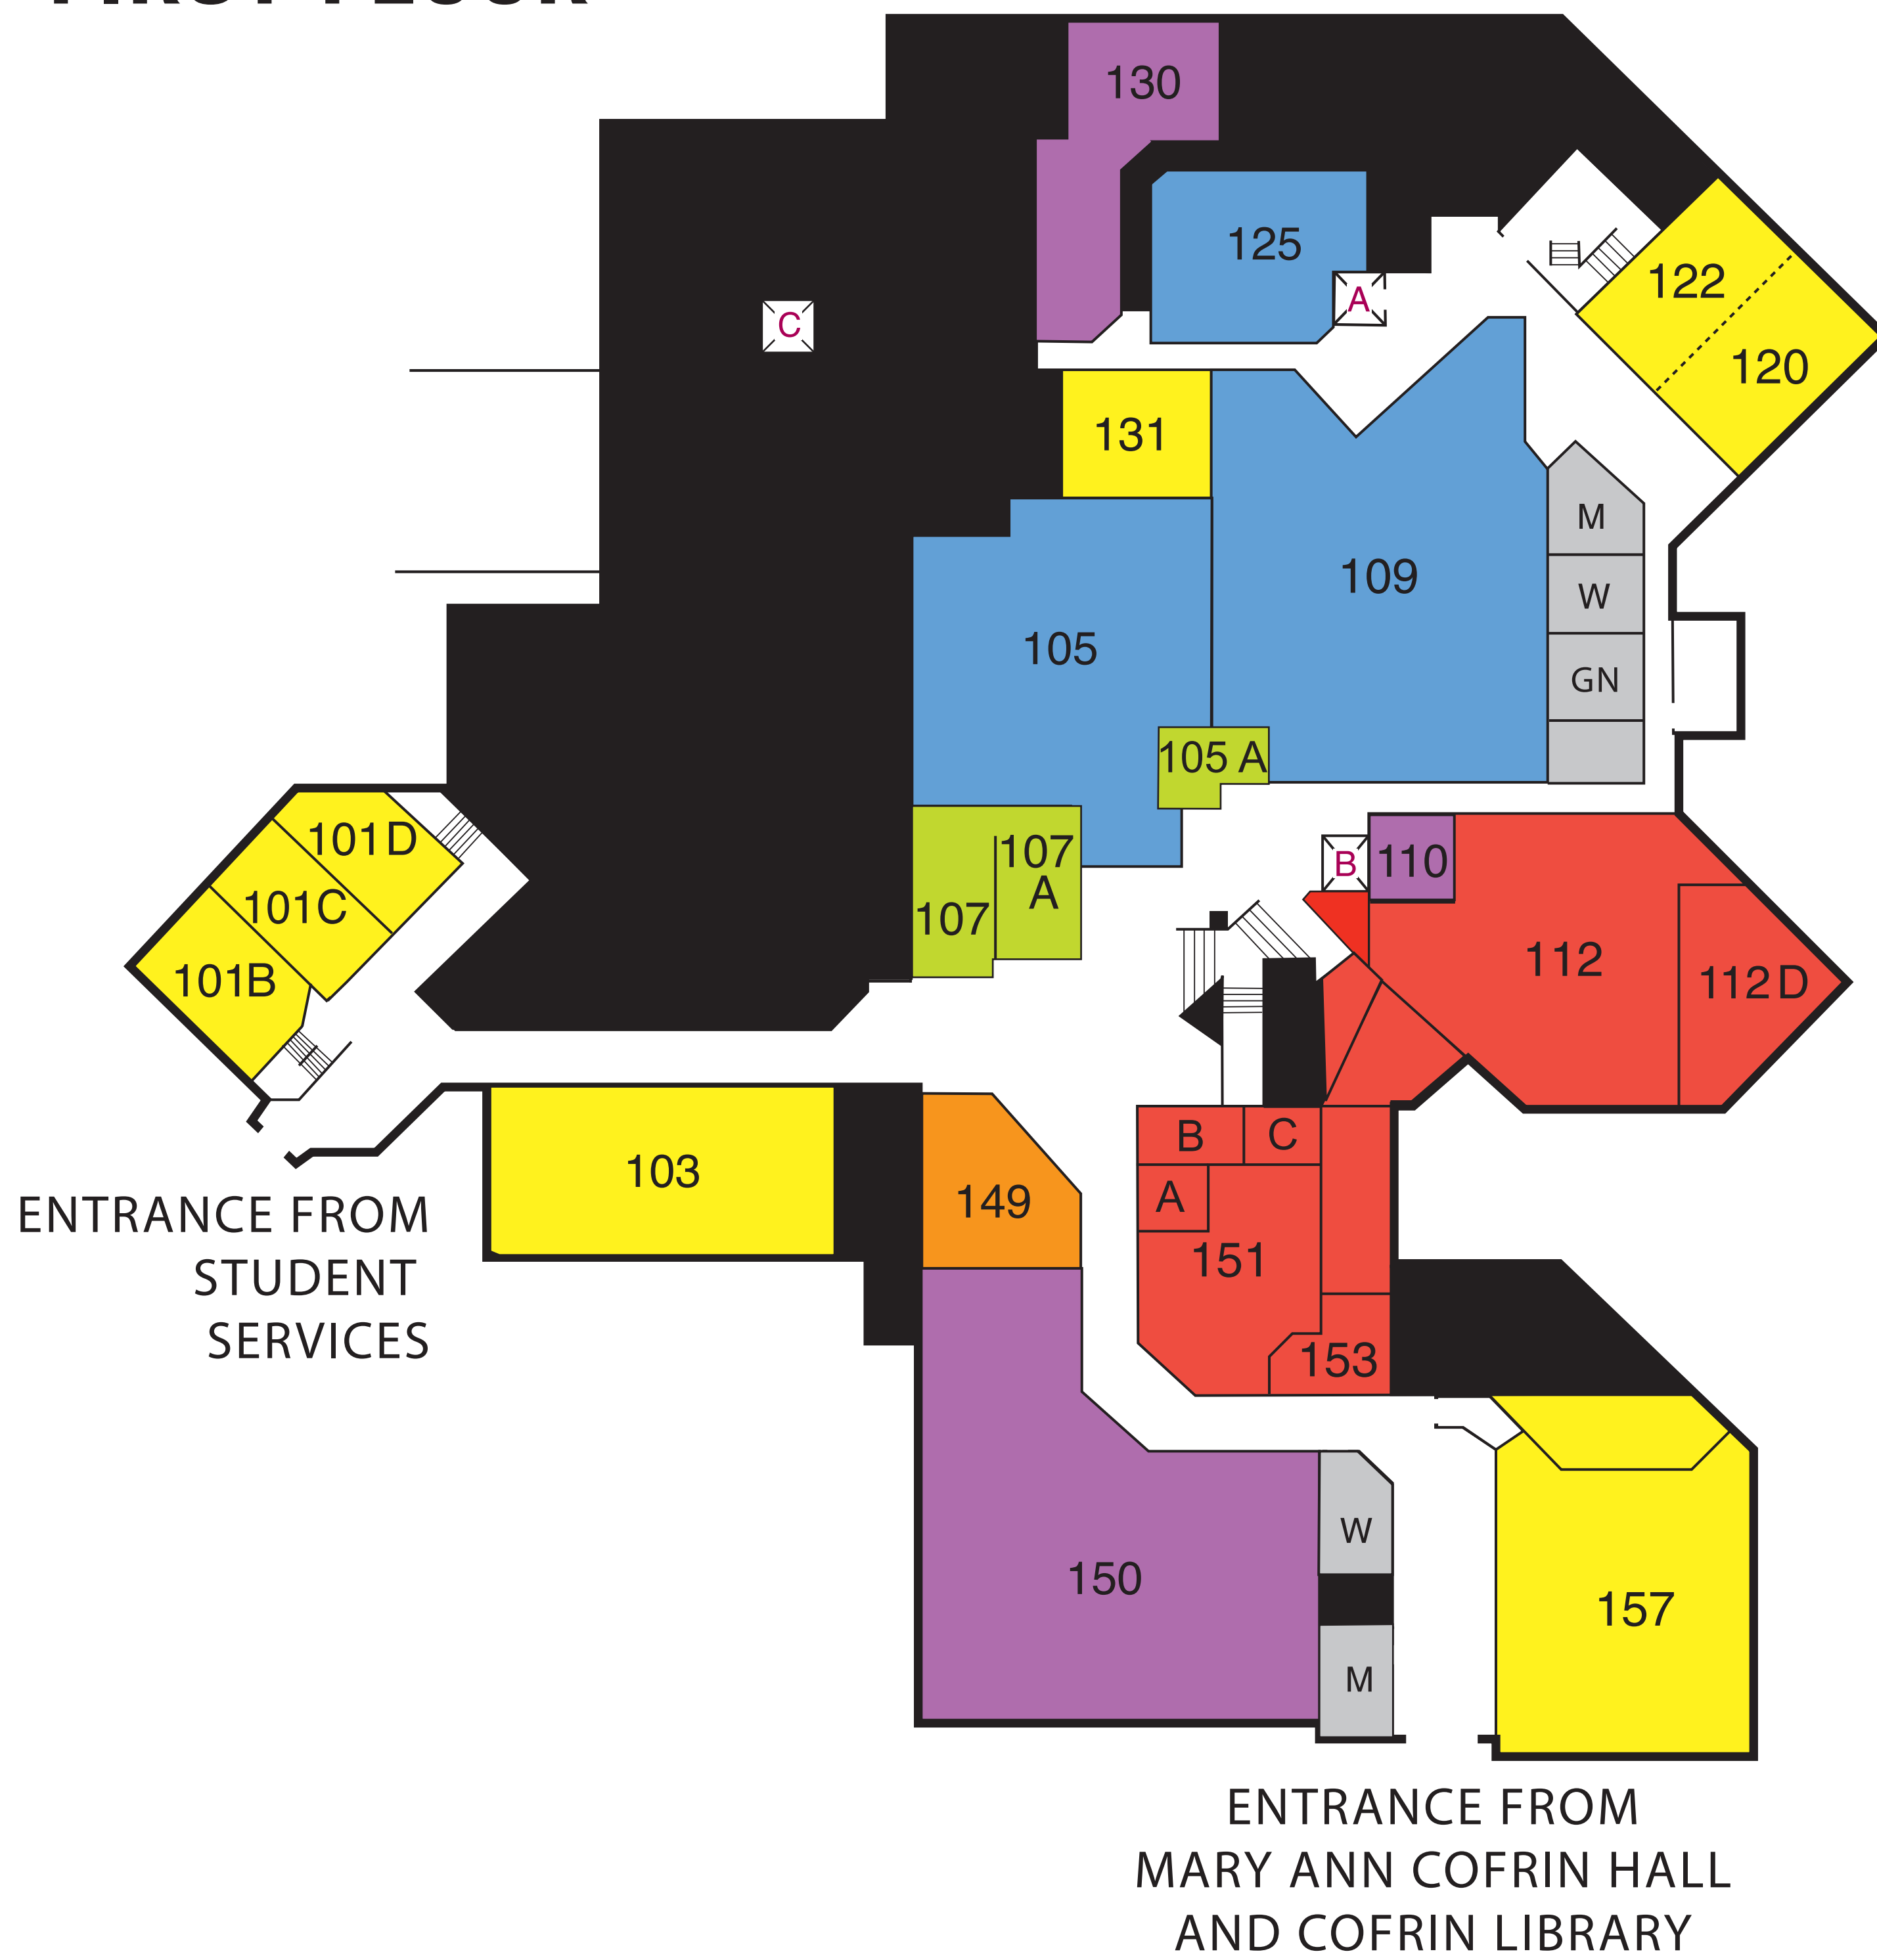 130
125
A
122
120
C
131
M
109
W
105
GN
105 A
101D
107
A
B
110
101C
107
112
101B
112D
B
C
103
A
149
ENTRANCE FROM
STUDENT
SERVICES
151
153
W
150
157
M
ENTRANCE FROM
MARY ANN COFRIN HALL
AND COFRIN LIBRARY